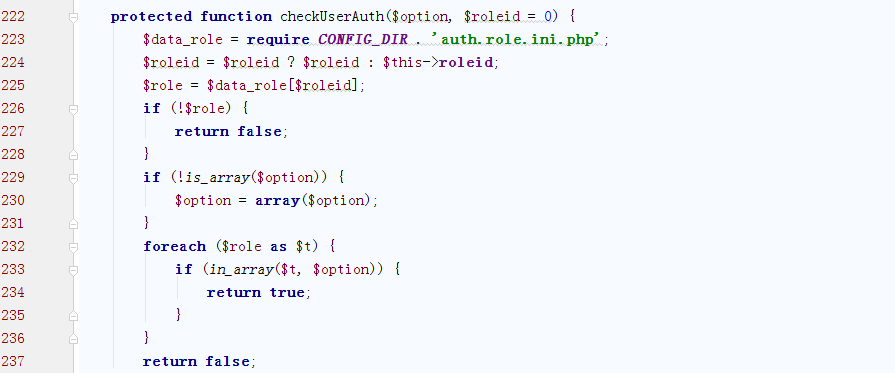 222 protected function checkUserAuth($option, $roleid = 0) {
223 $data_role = require CONFIG_DIR . 'auth.role.ini.php';
224 $roleid = $roleid ? $roleid : $this->roleid;
225 $role = $data_role[$roleid];
226 if (!$role) {
227 return false;
228 }
229 if (!is_array($option)) {
230 $option = array($option);
231 }
232 foreach ($role as $t) {
233 if (in_array($t, $option)) {
234 return true;
235 }
236 }
237 return false;